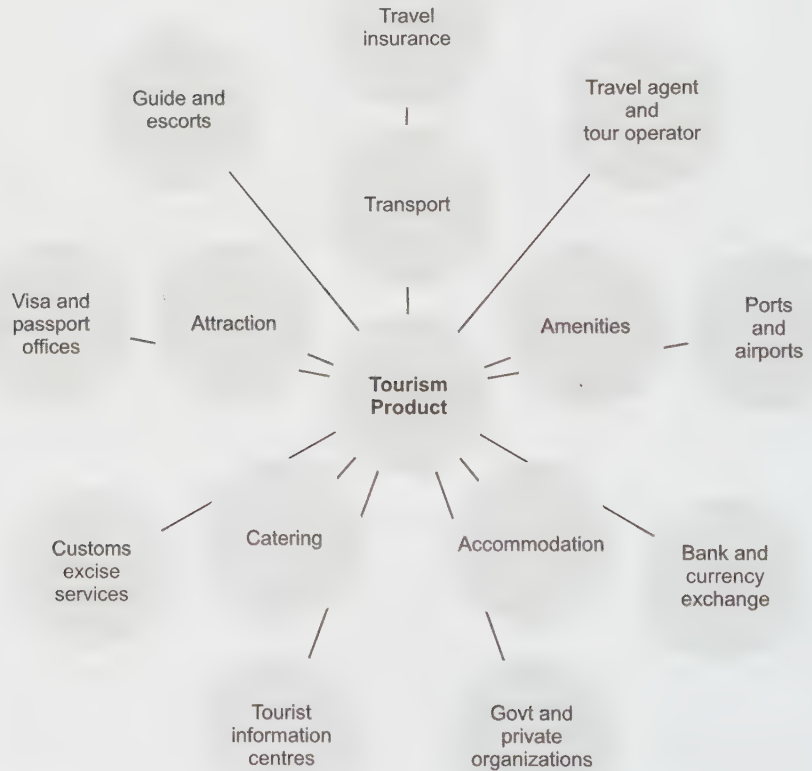 Travel
insurance
Guide and
escorts
Travel agent
and
tour operator
Transport
Visa and
passport
offices
Attraction
Amenities
Ports
and
airports
Tourism
Product
Customs
excise
services
Catering
Accommodation
Bank and
currency
exchange
Tourist
information
centres
Govt and
private
organizations